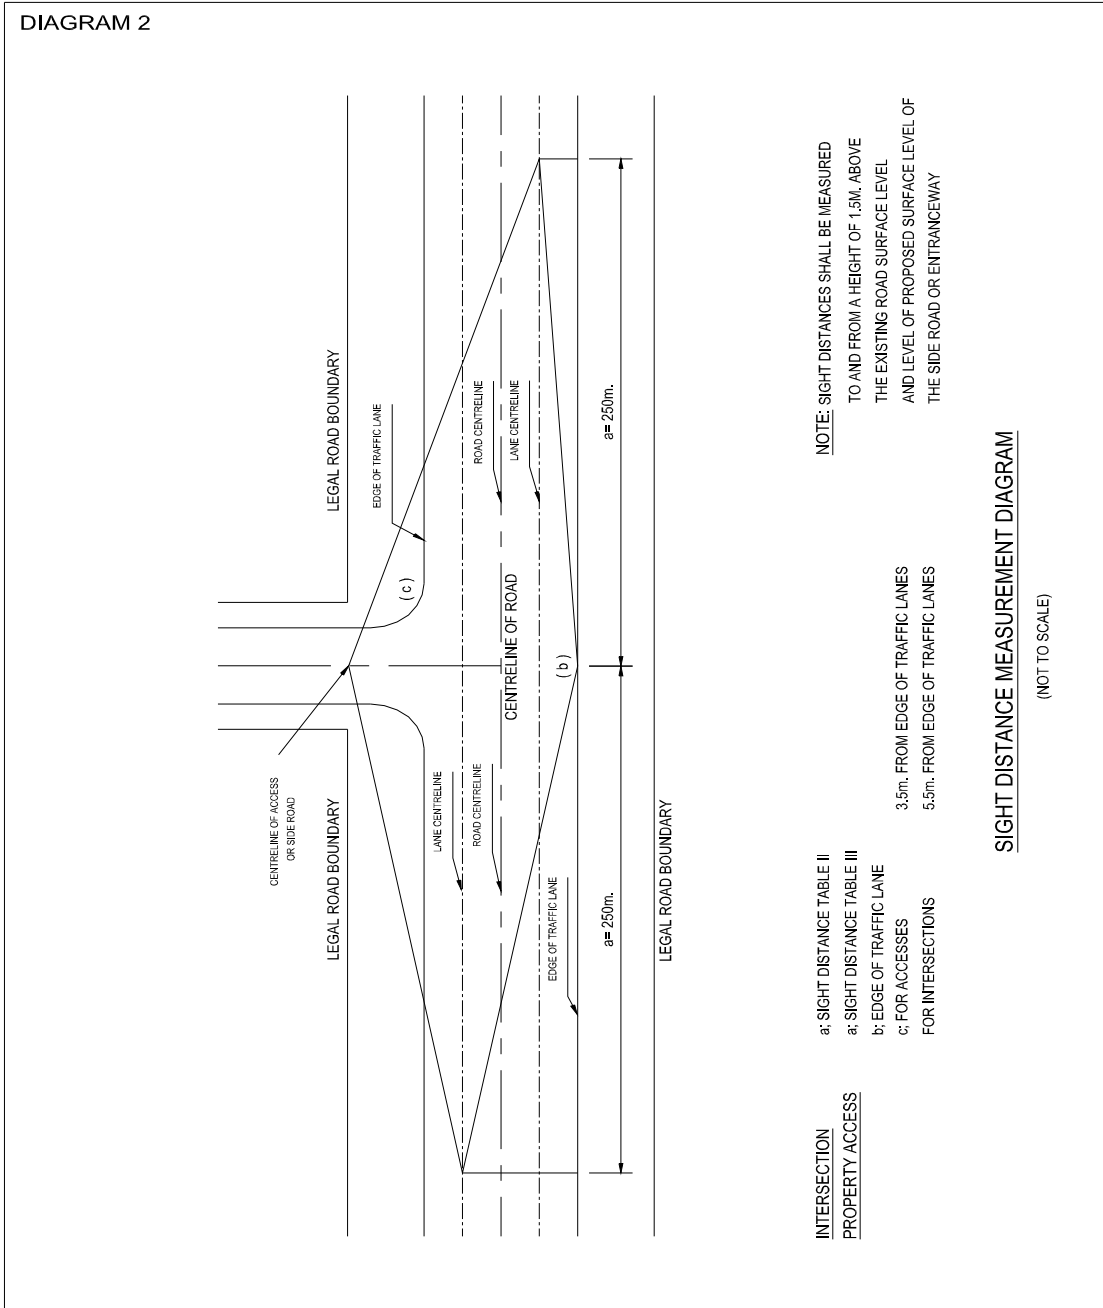 DIAGRAM 2
LEGAL ROAD BOUNDARY
LEGAL ROAD BOUNDARY
CENTRELINE OF ACCESS
OR SIDE ROAD
EDGE OF TRAFFIC LANE
( c )
LANE CENTRELINE
ROAD CENTRELINE
ROAD CENTRELINE
LANE CENTRELINE
CENTRELINE OF ROAD
( b )
EDGE OF TRAFFIC LANE
a= 250m.
a= 250m.
LEGAL ROAD BOUNDARY
INTERSECTION a; SIGHT DISTANCE TABLE II
PROPERTY ACCESS a; SIGHT DISTANCE TABLE III
b; EDGE OF TRAFFIC LANE
c; FOR ACCESSES 3.5m. FROM EDGE OF TRAFFIC LANES
FOR INTERSECTIONS 5.5m. FROM EDGE OF TRAFFIC LANES
NOTE: SIGHT DISTANCES SHALL BE MEASURED
TO AND FROM A HEIGHT OF 1.5M. ABOVE
THE EXISTING ROAD SURFACE LEVEL
AND LEVEL OF PROPOSED SURFACE LEVEL OF
THE SIDE ROAD OR ENTRANCEWAY
SIGHT DISTANCE MEASUREMENT DIAGRAM
(NOT TO SCALE)